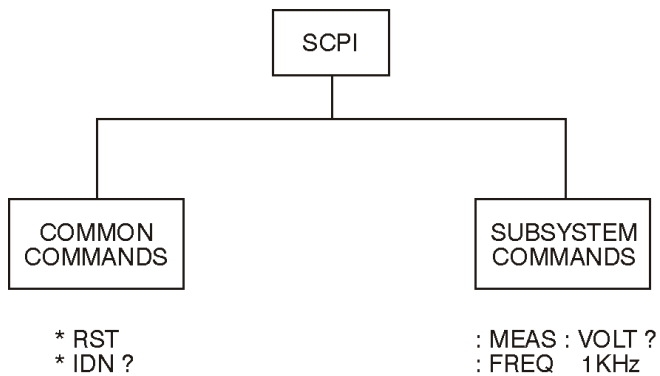 SCPI
COMMON
COMMANDS
SUBSYSTEM
COMMANDS
* RST
* IDN ?
: MEAS : VOLT ?
: FREQ 1KHz